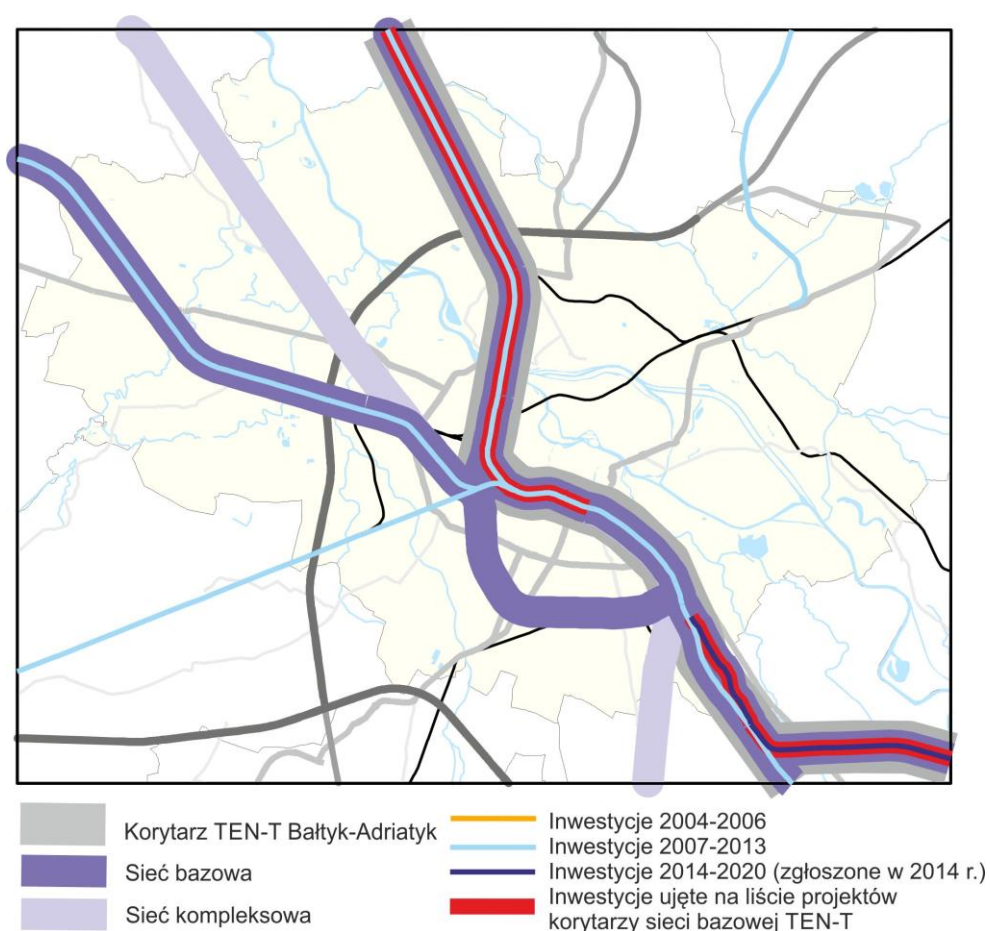 Korytarz TEN-T Bałtyk-Adriatyk
Sieć bazowa
Sieć kompleksowa
Inwestycje 2004-2006
Inwestycje 2007-2013
Inwestycje 2014-2020 (zgłoszone w 2014 r.)
Inwestycje ujęte na liście projektów
korytarzy sieci bazowej TEN-T